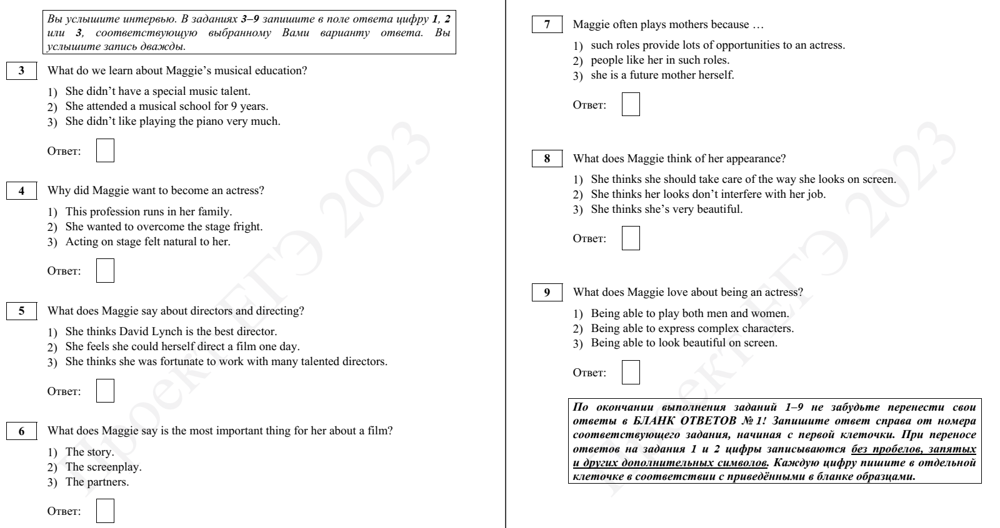 Вы услышите интервью. В заданиях 3–9 запишите в поле ответа цифру 1, 2
или 3, соответствующую выбранному Вами варианту ответа. Вы
услышите запись дважды.
3 What do we learn about Maggie’s musical education?
1) She didn’t have a special music talent.
2) She attended a musical school for 9 years.
3) She didn’t like playing the piano very much.
Ответ:
4 Why did Maggie want to become an actress?
1) This profession runs in her family.
2) She wanted to overcome the stage fright.
3) Acting on stage felt natural to her.
Ответ:
5 What does Maggie say about directors and directing?
1) She thinks David Lynch is the best director.
2) She feels she could herself direct a film one day.
3) She thinks she was fortunate to work with many talented directors.
Ответ:
6 What does Maggie say is the most important thing for her about a film?
1) The story.
2) The screenplay.
3) The partners.
Ответ:
Проект ЕГЭ 2023
7 Maggie often plays mothers because …
1) such roles provide lots of opportunities to an actress.
2) people like her in such roles.
3) she is a future mother herself.
Ответ:
8 What does Maggie think of her appearance?
1) She thinks she should take care of the way she looks on screen.
2) She thinks her looks don’t interfere with her job.
3) She thinks she’s very beautiful.
Ответ:
9 What does Maggie love about being an actress?
1) Being able to play both men and women.
2) Being able to express complex characters.
3) Being able to look beautiful on screen.
Ответ:
По окончании выполнения заданий 1–9 не забудьте перенести свои
ответы в БЛАНК ОТВЕТОВ № 1! Запишите ответ справа от номера
соответствующего задания, начиная с первой клеточки. При переносе
ответов на задания 1 и 2 цифры записываются без пробелов, запятых
и других дополнительных символов. Каждую цифру пишите в отдельной
клеточке в соответствии с приведёнными в бланке образцами.
Проект ЕГЭ 2023